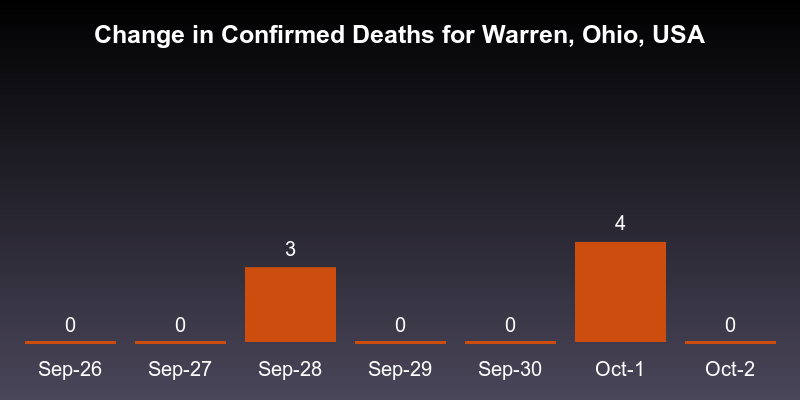 Change in Confirmed Deaths for Warren, Ohio, USA
0 0 3 0 0 4 0
Sep-26 Sep-27 Sep-28 Sep-29 Sep-30 Oct-1 Oct-2